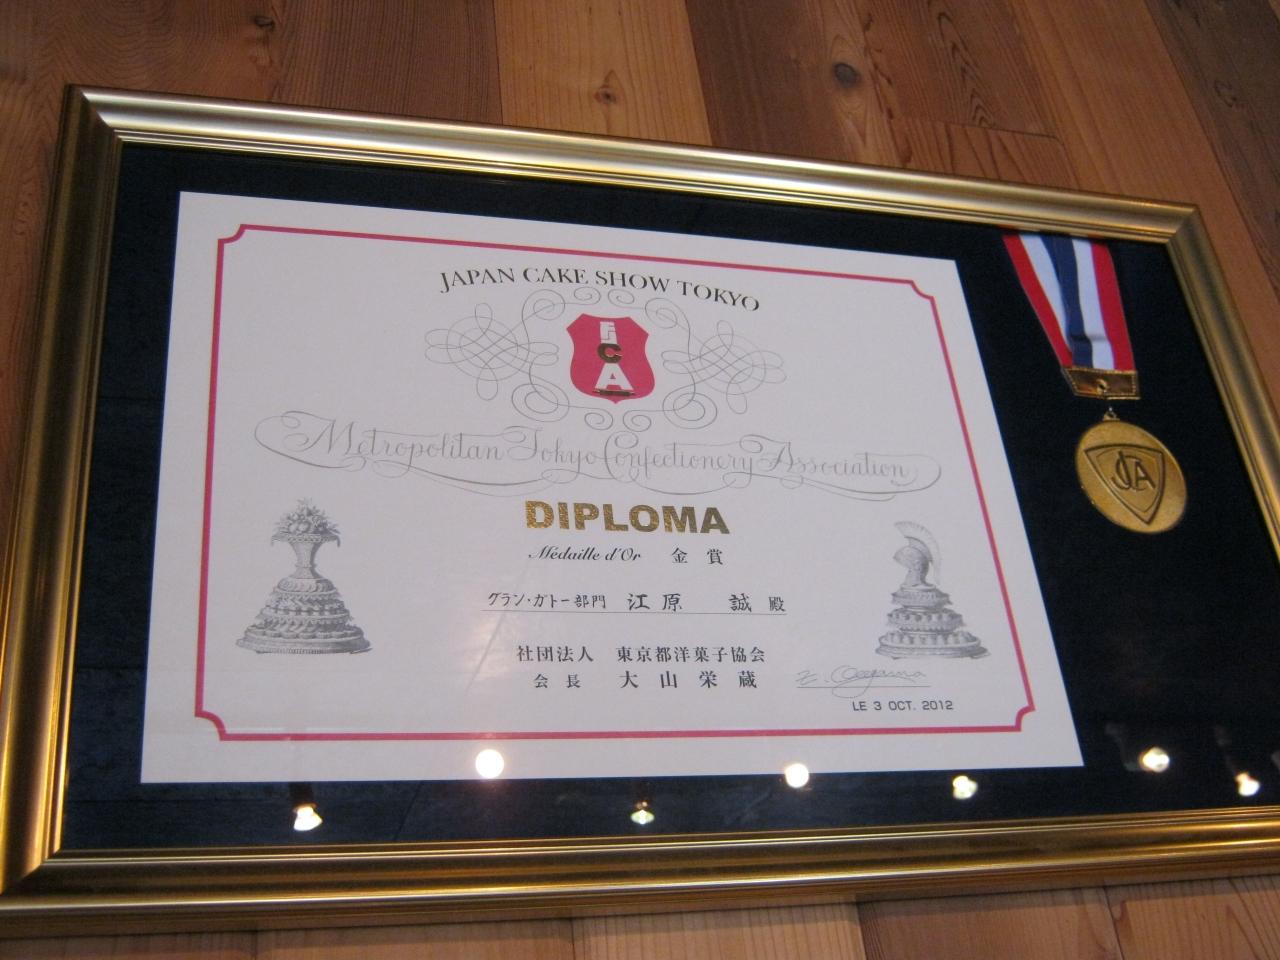 JAPAN CAKE SHOW TOKYO
F
C
A
Metropolitan Tokyo Confectionery Association
DIPLOMA
Médaille d'Or 金賞
グラン・ガトー部門 江原 誠 殿
社団法人 東京都洋菓子協会
会長 大山栄蔵
LE 3 OCT. 2012
JCA